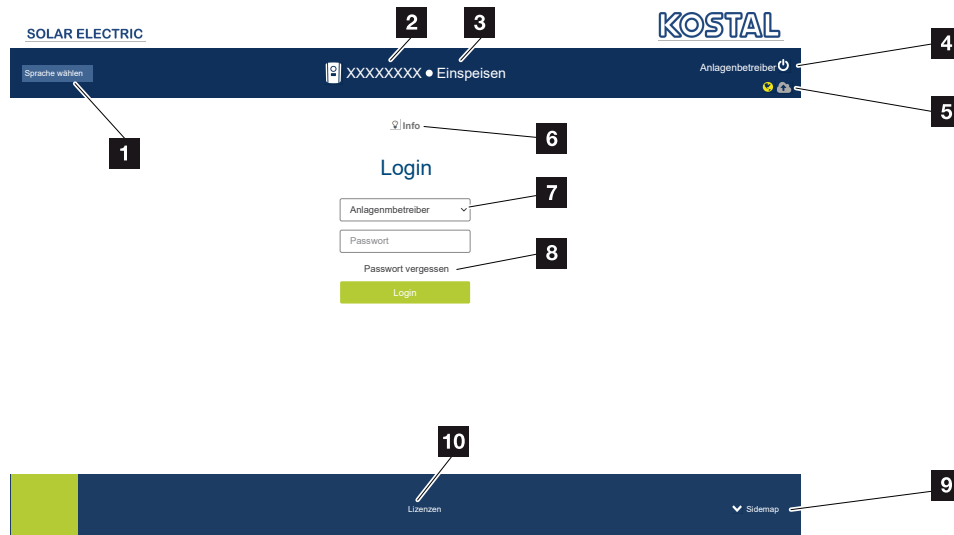 2
3
SOLAR ELECTRIC
KOSTAL
4
Sprache wählen
XXXXXXXX ● Einspeisen
Anlagenbetreiber
5
1
Info
6
Login
7
Anlagenmbetreiber
Passwort
8
Passwort vergessen
Login
10
9
Lizenzen
Sidemap